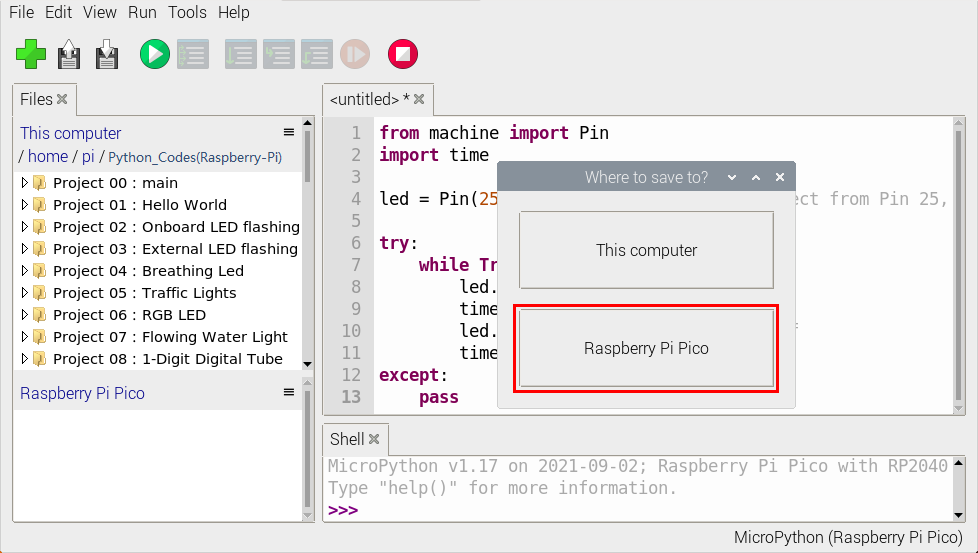 File Edit View Run Tools Help
Files
This computer
/ home / pi / Python_Codes(Raspberry-Pi)
Project 00 : main
Project 01 : Hello World
Project 02 : Onboard LED flashing
Project 03 : External LED flashing
Project 04 : Breathing Led
Project 05 : Traffic Lights
Project 06 : RGB LED
Project 07 : Flowing Water Light
Project 08 : 1-Digit Digital Tube
Raspberry Pi Pico
<untitled> *
1 from machine import Pin
2 import time
3
4 led = Pin(25 ect from Pin 25,
5
6 try:
7 while Tr
8 led.
9 time
10 led.
11 time
12 except:
13 pass
Where to save to?
This computer
Raspberry Pi Pico
Shell
MicroPython v1.17 on 2021-09-02; Raspberry Pi Pico with RP2040
Type "help()" for more information.
>>>
MicroPython (Raspberry Pi Pico)